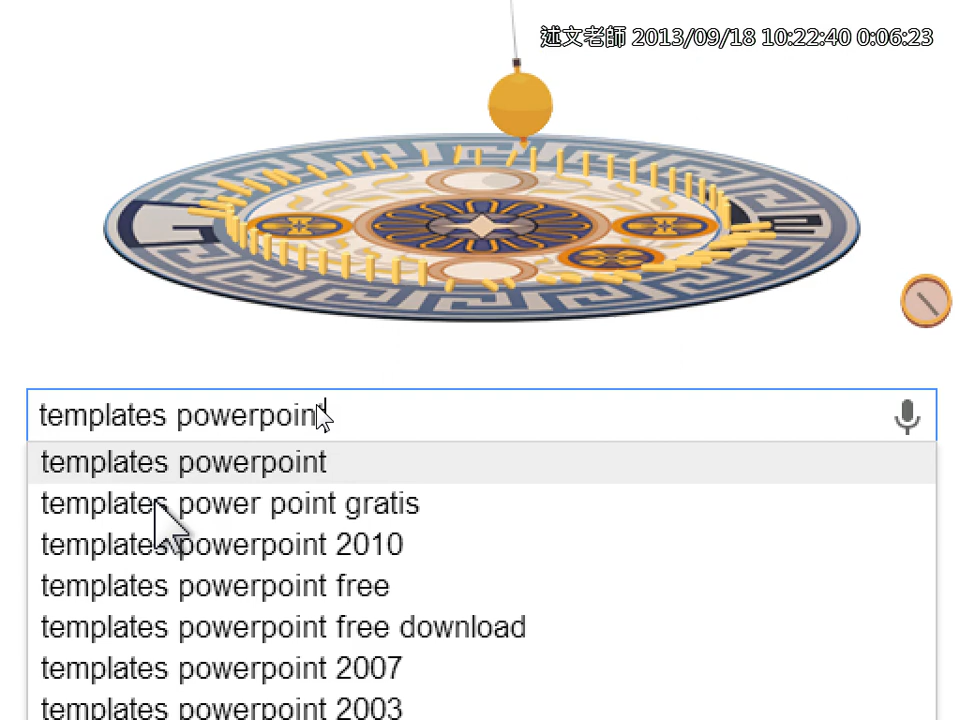 述文老師 2013/09/18 10:22:40 0:06:23
templates powerpoint
templates powerpoint
templates power point gratis
templates powerpoint 2010
templates powerpoint free
templates powerpoint free download
templates powerpoint 2007
templates powerpoint 2003